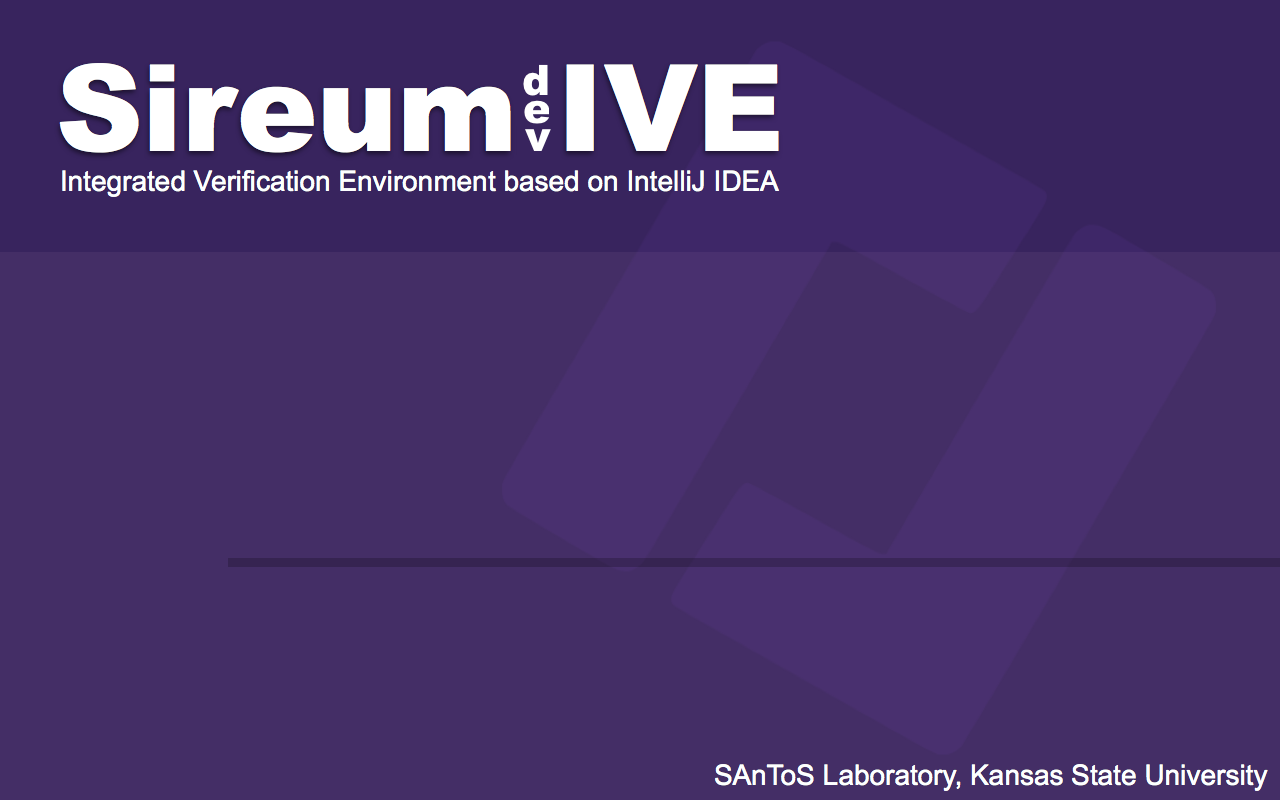 Sireum dev IVE
Integrated Verification Environment based on IntelliJ IDEA
SAnToS Laboratory, Kansas State University